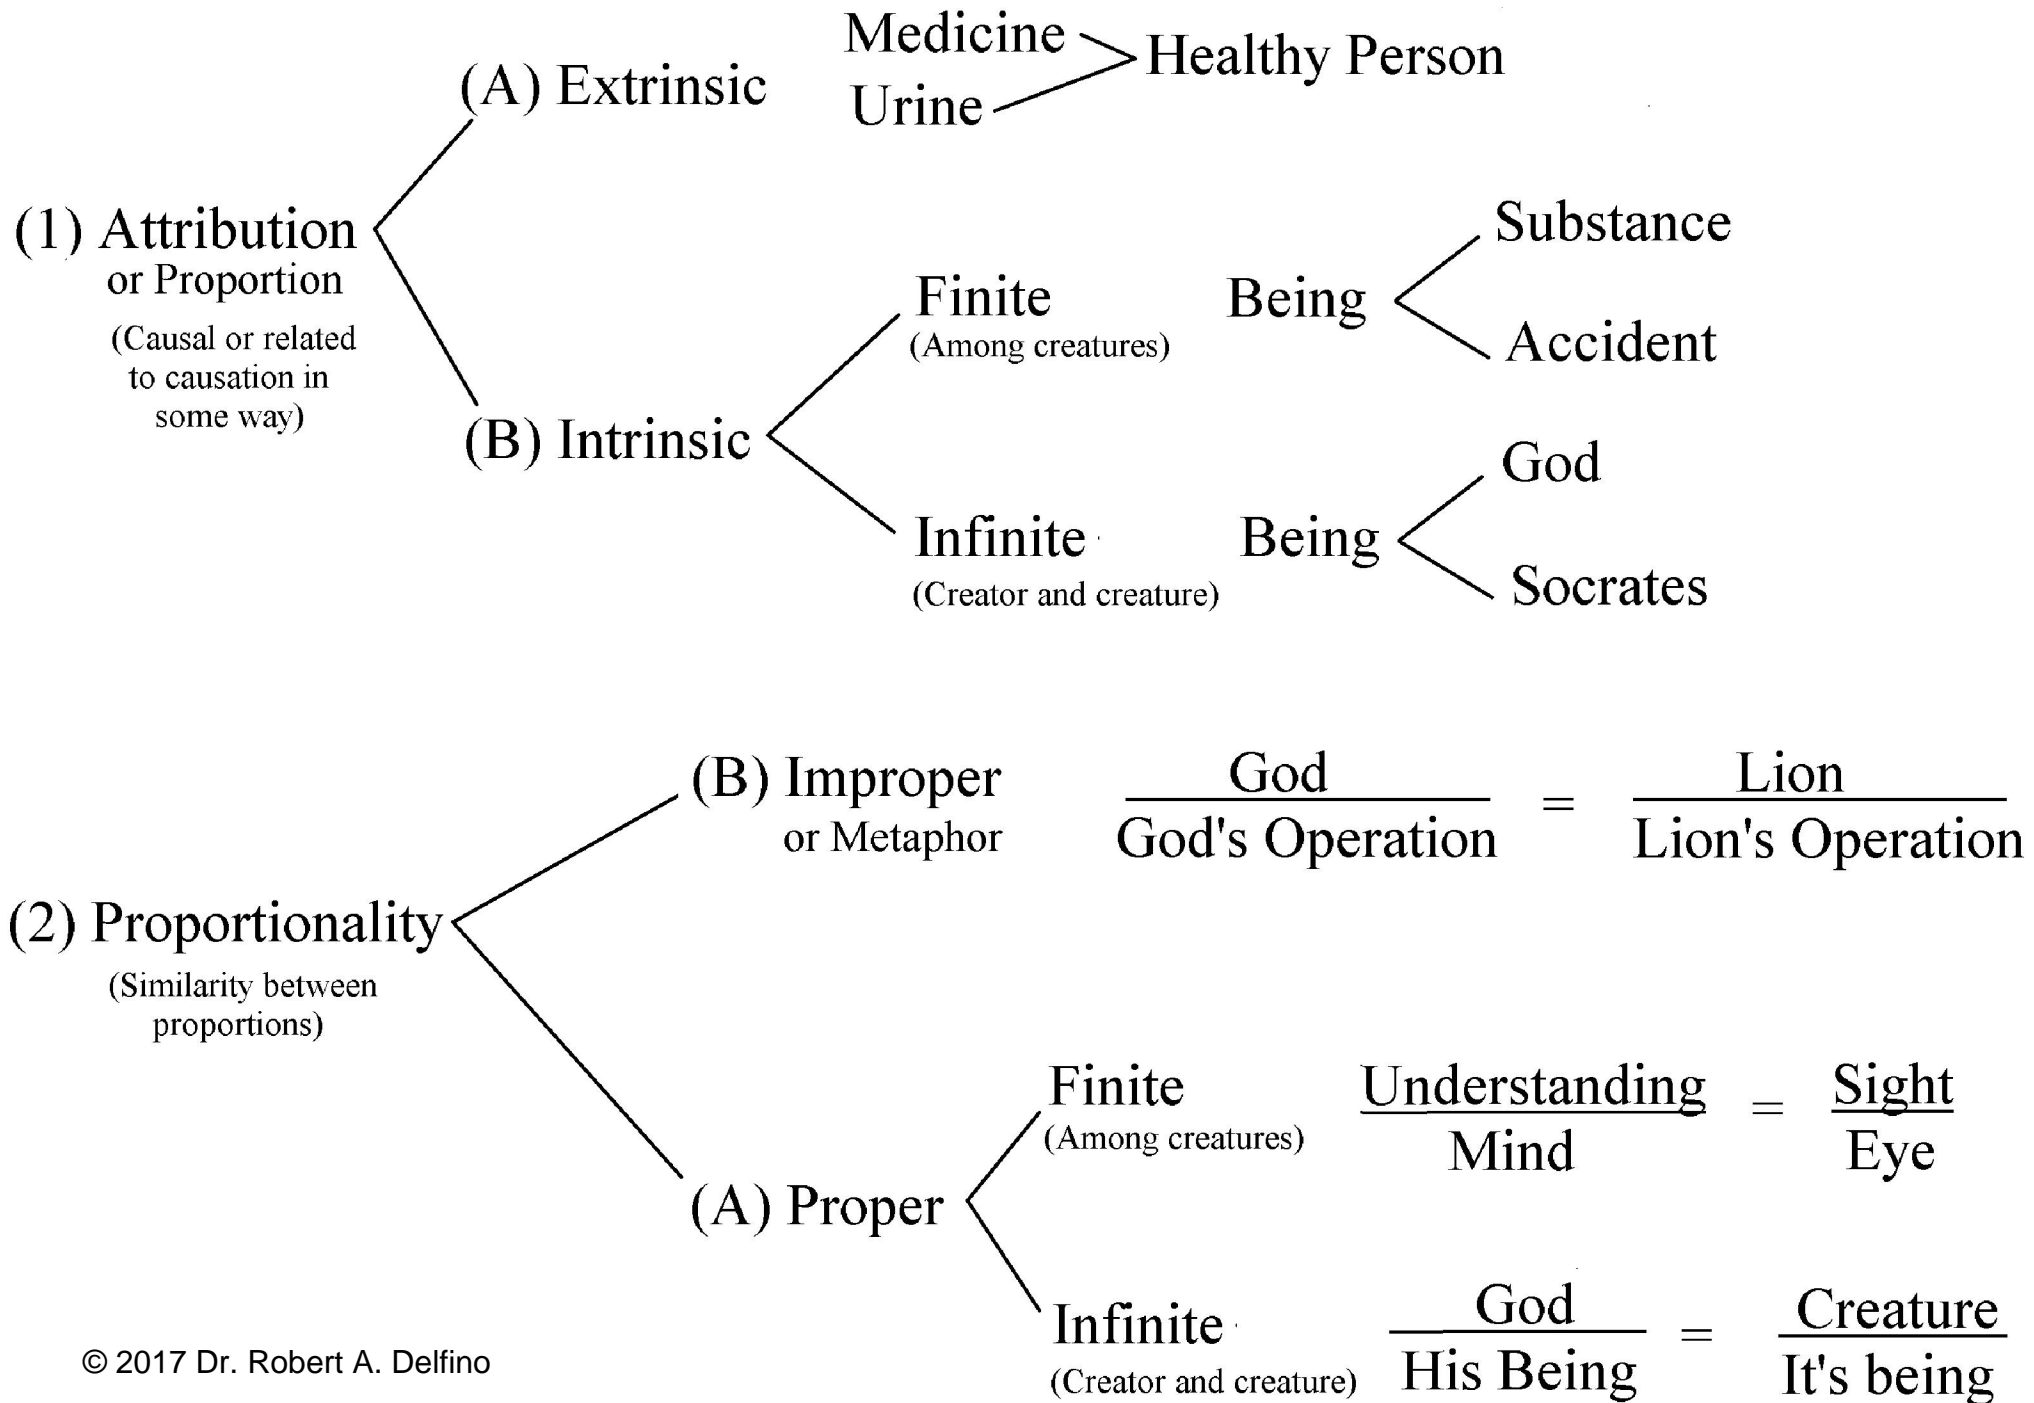 (A) Extrinsic
Medicine
Urine
Healthy Person
(1) Attribution
or Proportion
(Causal or related
to causation in
some way)
(B) Intrinsic
Finite
(Among creatures)
Being
Substance
Accident
Infinite
(Creator and creature)
Being
God
Socrates
(2) Proportionality
(Similarity between
proportions)
(B) Improper
or Metaphor
God
God's Operation
=
Lion
Lion's Operation
(A) Proper
Finite
(Among creatures)
Understanding
Mind
=
Sight
Eye
Infinite
(Creator and creature)
God
His Being
=
Creature
It's being
© 2017 Dr. Robert A. Delfino